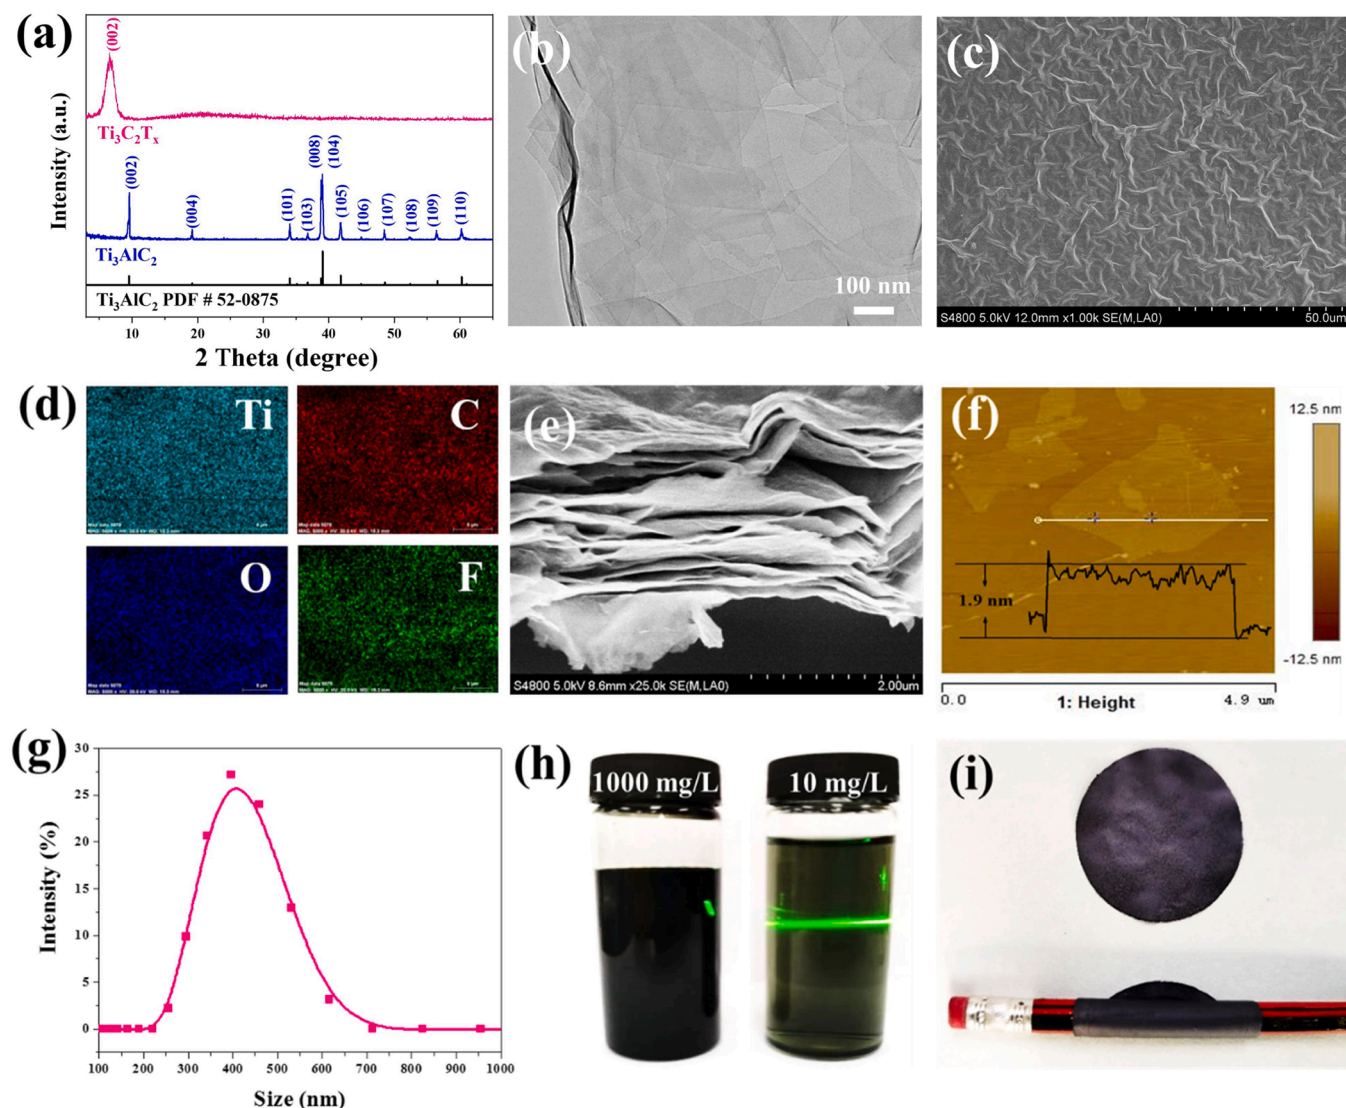 (a)
Intensity (a.u.)
(002)
Ti₃C₂Tₓ
(002)
(004)
(101)
(103)
(008)
(104)
(105)
(106)
(107)
(108)
(109)
(110)
Ti₃AlC₂
Ti₃AlC₂ PDF # 52-0875
10 20 30 40 50 60
2 Theta (degree)
(b)
100 nm
(c)
S4800 5.0kV 12.0mm x1.00k SE(M,LA0) 50.0um
(d)
Ti
C
O
F
(e)
S4800 5.0kV 8.6mm x25.0k SE(M,LA0) 2.00um
(f)
1.9 nm
12.5 nm
-12.5 nm
0.0 1: Height 4.9 um
(g)
Intensity (%)
30
25
20
15
10
5
0
100 200 300 400 500 600 700 800 900 1000
Size (nm)
(h)
1000 mg/L
10 mg/L
(i)